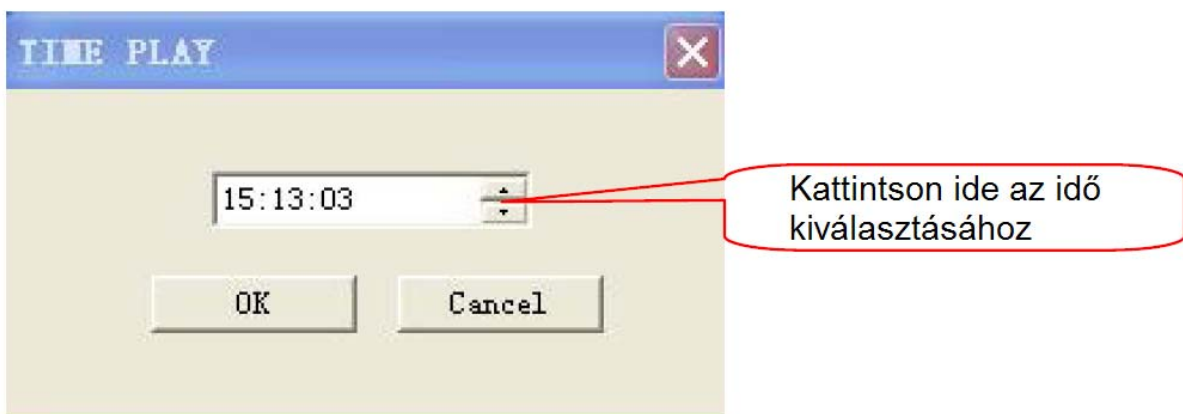 TIME PLAY
15:13:03
Kattintson ide az idő
kiválasztásához
OK
Cancel